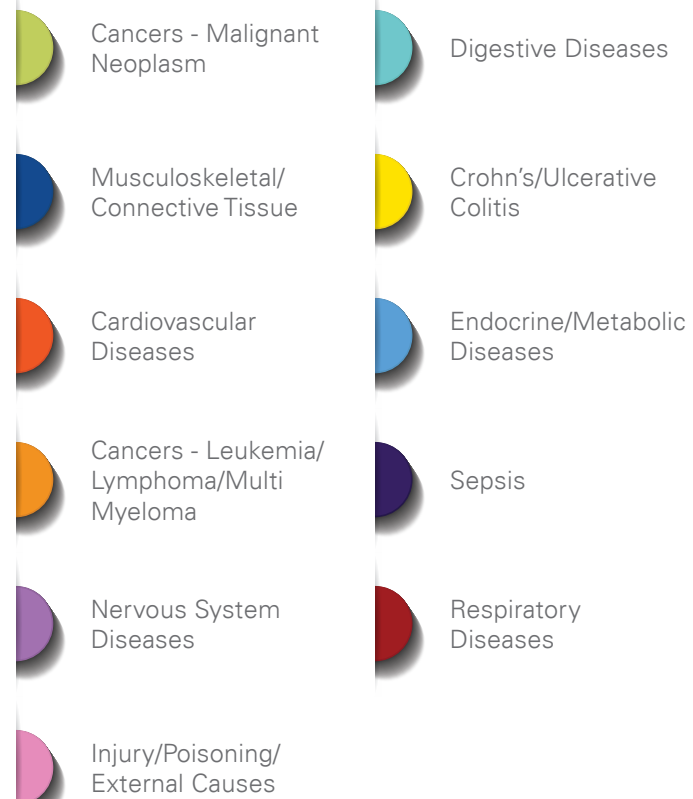 Cancers - Malignant
Neoplasm
Musculoskeletal/
Connective Tissue
Cardiovascular
Diseases
Cancers - Leukemia/
Lymphoma/Multi
Myeloma
Nervous System
Diseases
Injury/Poisoning/
External Causes
Digestive Diseases
Crohn’s/Ulcerative
Colitis
Endocrine/Metabolic
Diseases
Sepsis
Respiratory
Diseases